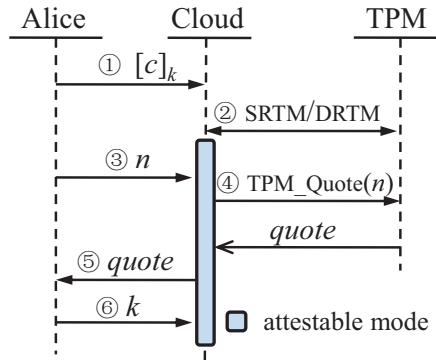 Alice Cloud TPM
① [c]ₖ
② SRTM/DRTM
③ n
④ TPM_Quote(n)
quote
⑤ quote
⑥ k
attestable mode